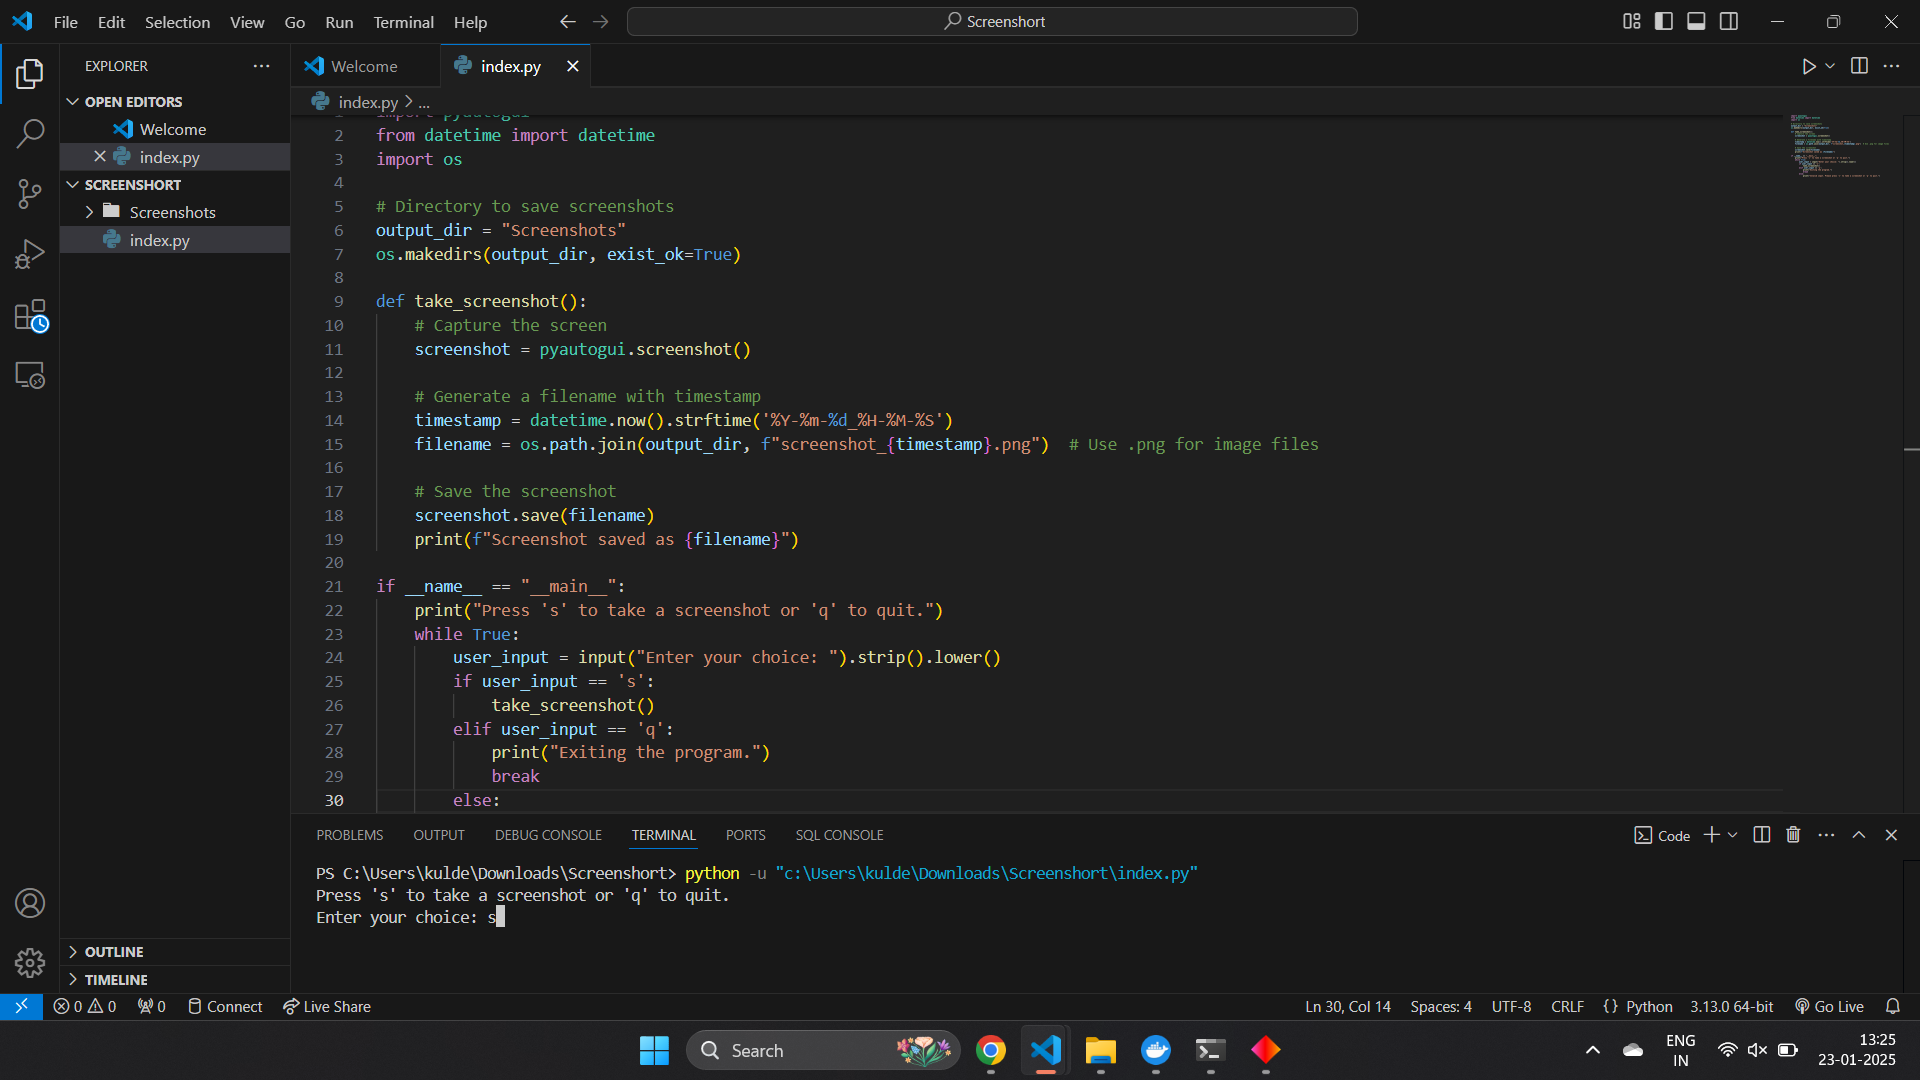 File Edit Selection View Go Run Terminal Help
Screenshort
EXPLORER
OPEN EDITORS
Welcome
index.py
SCREENSHORT
Screenshots
index.py
OUTLINE
TIMELINE
Welcome
index.py
index.py > ...
1 import pyautogui
2 from datetime import datetime
3 import os
4
5 # Directory to save screenshots
6 output_dir = "Screenshots"
7 os.makedirs(output_dir, exist_ok=True)
8
9 def take_screenshot():
10 # Capture the screen
11 screenshot = pyautogui.screenshot()
12
13 # Generate a filename with timestamp
14 timestamp = datetime.now().strftime('%Y-%m-%d_%H-%M-%S')
15 filename = os.path.join(output_dir, f"screenshot_{timestamp}.png")  # Use .png for image files
16
17 # Save the screenshot
18 screenshot.save(filename)
19 print(f"Screenshot saved as {filename}")
20
21 if __name__ == "__main__":
22 print("Press 's' to take a screenshot or 'q' to quit.")
23 while True:
24 user_input = input("Enter your choice: ").strip().lower()
25 if user_input == 's':
26 take_screenshot()
27 elif user_input == 'q':
28 print("Exiting the program.")
29 break
30 else:
PROBLEMS OUTPUT DEBUG CONSOLE TERMINAL PORTS SQL CONSOLE
Code
PS C:\Users\kulde\Downloads\Screenshort> python -u "c:\Users\kulde\Downloads\Screenshort\index.py"
Press 's' to take a screenshot or 'q' to quit.
Enter your choice: s
0 0 0 Connect Live Share
Ln 30, Col 14 Spaces: 4 UTF-8 CRLF {} Python 3.13.0 64-bit Go Live
Search
ENG
IN
13:25
23-01-2025